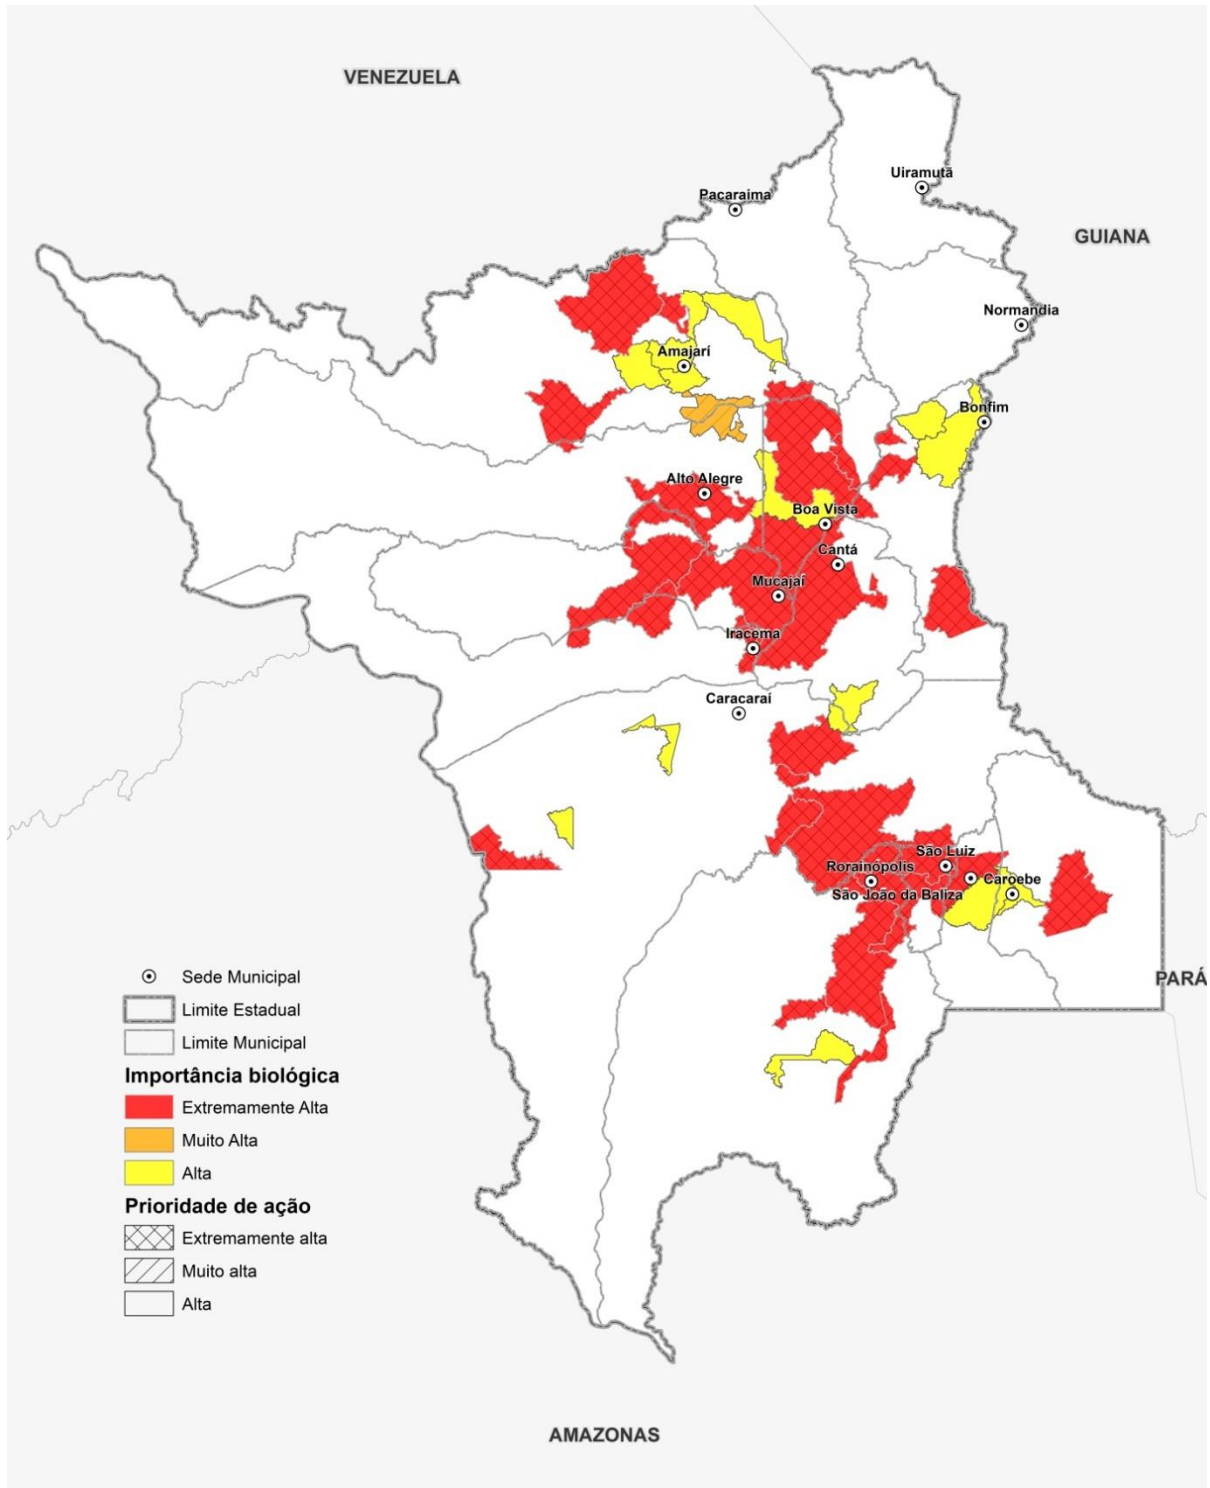 VENEZUELA
Uiramutã
Pacaraima
GUIANA
Normandia
Amajarí
Bonfim
Alto Alegre
Boa Vista
Cantá
Mucajaí
Iracema
Caracaraí
São Luiz
Rorainópolis
Caroebe
São João da Baliza
PARÁ
Sede Municipal
Limite Estadual
Limite Municipal
Importância biológica
Extremamente Alta
Muito Alta
Alta
Prioridade de ação
Extremamente alta
Muito alta
Alta
AMAZONAS